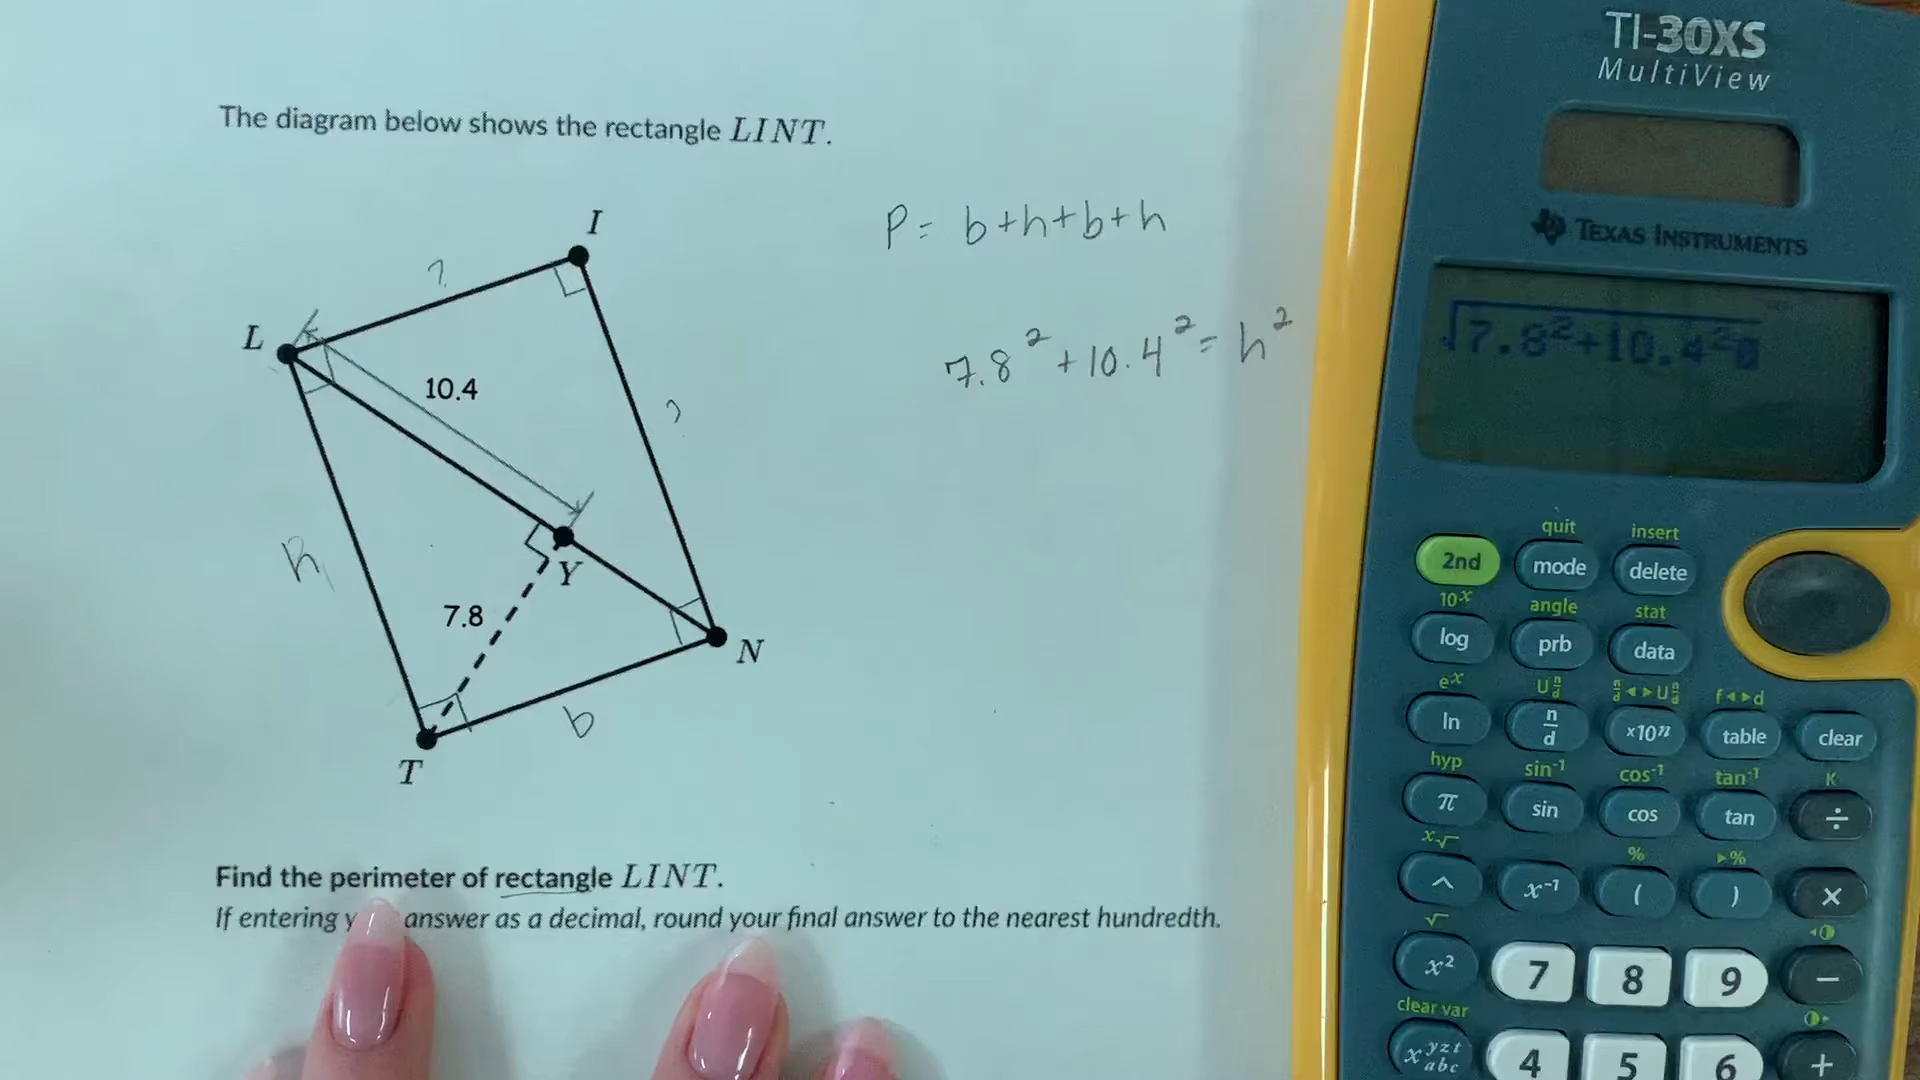 The diagram below shows the rectangle LINT.
I
?
L
10.4
?
h
Y
7.8
N
b
T
P = b+h+b+h
7.8² + 10.4² = h²
Find the perimeter of rectangle LINT.
If entering y answer as a decimal, round your final answer to the nearest hundredth.
TI-30XS
MultiView
TEXAS INSTRUMENTS
√7.8²+10.4²
quit insert
2nd mode delete
10ˣ angle stat
log prb data
eˣ U n/d n/d◄►U n/d f◄►d
ln n/d ×10ⁿ table clear
hyp sin⁻¹ cos⁻¹ tan⁻¹ K
π sin cos tan ÷
ˣ√ % ►%
^ x⁻¹ ( ) ×
√
x² 7 8 9 −
clear var
x yzt abc 4 5 6 +